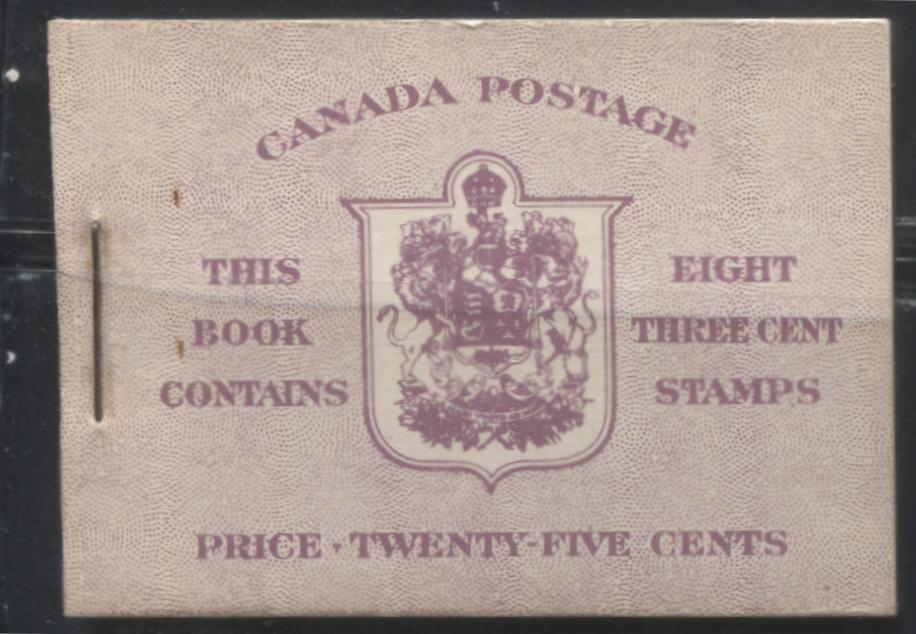 CANADA POSTAGE
THIS
BOOK
CONTAINS
EIGHT
THREE CENT
STAMPS
PRICE · TWENTY-FIVE CENTS